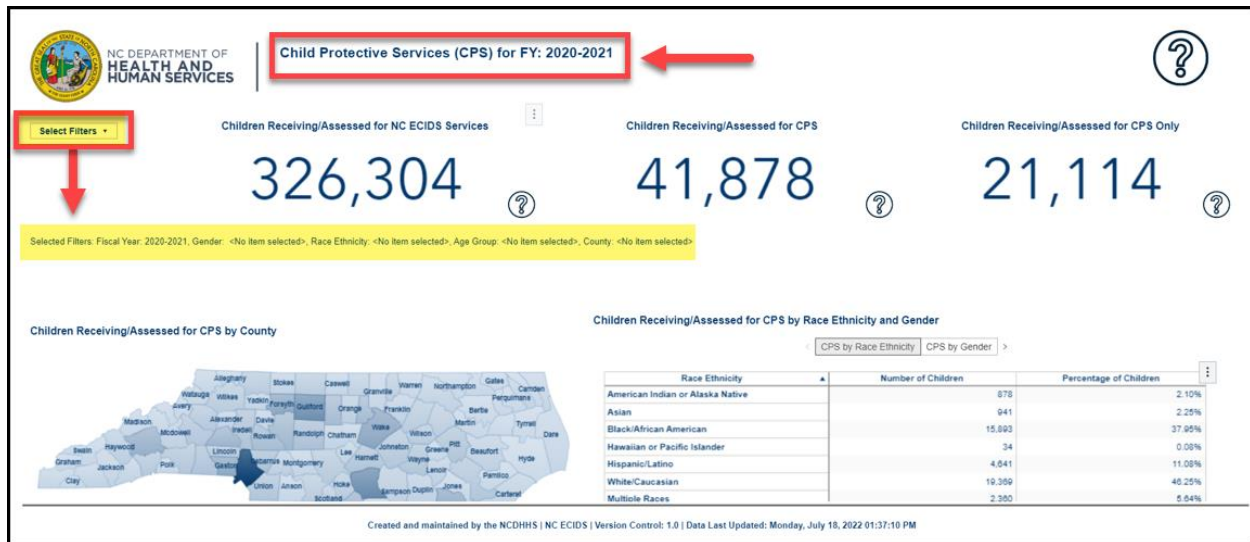 THE GREAT SEAL of the STATE of NORTH CAROLINA
NC DEPARTMENT OF
HEALTH AND
HUMAN SERVICES
Child Protective Services (CPS) for FY: 2020-2021
?
Select Filters
Children Receiving/Assessed for NC ECIDS Services
Children Receiving/Assessed for CPS
Children Receiving/Assessed for CPS Only
326,304
?
41,878
?
21,114
?
Selected Filters: Fiscal Year: 2020-2021, Gender: <No item selected>, Race Ethnicity: <No item selected>, Age Group: <No item selected>, County: <No item selected>
Children Receiving/Assessed for CPS by County
Alleghany Stokes Caswell Granville Warren Northampton Gates Camden
Watauga Wilkes Yadkin Forsyth Guilford Orange Franklin Bertie Perquimans
Avery Alexander Davie Martin Tyrrell
Madison Mcdowell Iredell Rowan Randolph Chatham Wake Wilson Pitt Dare
Swain Haywood Lincoln Lee Johnston Greene Beaufort
Graham Jackson Polk Gaston Cabarrus Montgomery Harnett Wayne Lenoir Hyde
Clay Union Anson Hoke Sampson Duplin Jones Pamlico
Scotland Carteret
Children Receiving/Assessed for CPS by Race Ethnicity and Gender
CPS by Race Ethnicity CPS by Gender
Race Ethnicity Number of Children Percentage of Children
American Indian or Alaska Native 878 2.10%
Asian 941 2.25%
Black/African American 15,893 37.95%
Hawaiian or Pacific Islander 34 0.08%
Hispanic/Latino 4,641 11.08%
White/Caucasian 19,369 46.25%
Multiple Races 2,360 5.64%
Created and maintained by the NCDHHS | NC ECIDS | Version Control: 1.0 | Data Last Updated: Monday, July 18, 2022 01:37:10 PM